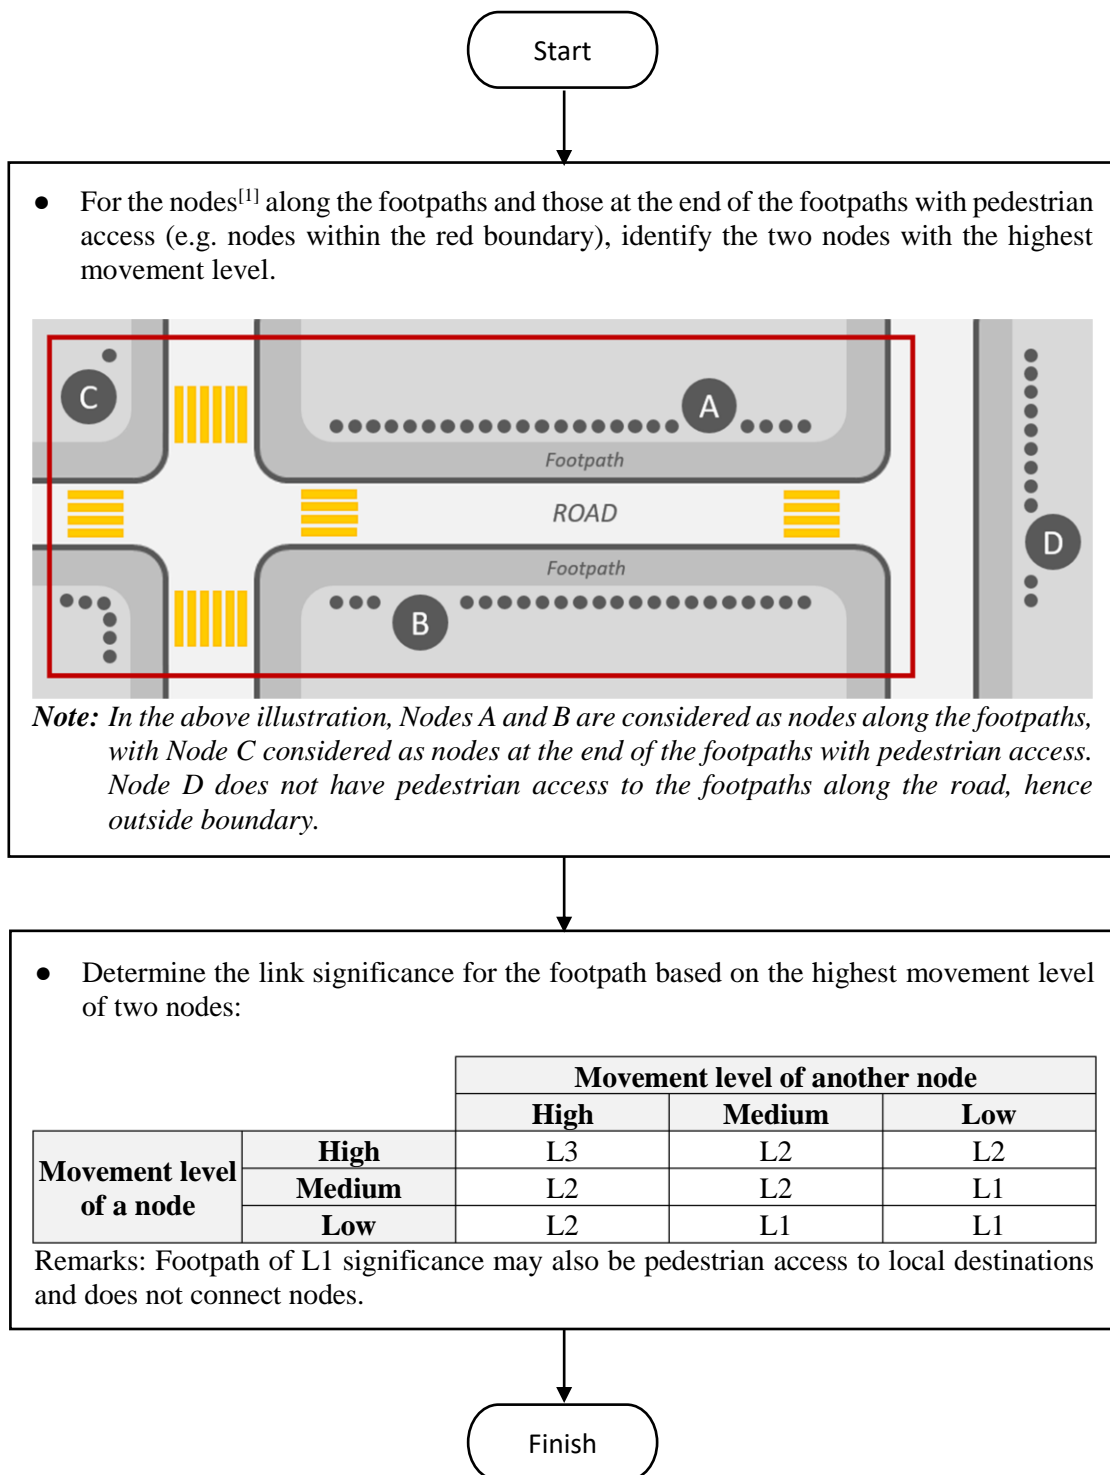 Start
● For the nodes[1] along the footpaths and those at the end of the footpaths with pedestrian
access (e.g. nodes within the red boundary), identify the two nodes with the highest
movement level.
C
A
Footpath
ROAD
D
Footpath
B
Note: In the above illustration, Nodes A and B are considered as nodes along the footpaths,
with Node C considered as nodes at the end of the footpaths with pedestrian access.
Node D does not have pedestrian access to the footpaths along the road, hence
outside boundary.
● Determine the link significance for the footpath based on the highest movement level
of two nodes:
Movement level of another node
High Medium Low
Movement level
of a node
High L3 L2 L2
Medium L2 L2 L1
Low L2 L1 L1
Remarks: Footpath of L1 significance may also be pedestrian access to local destinations
and does not connect nodes.
Finish